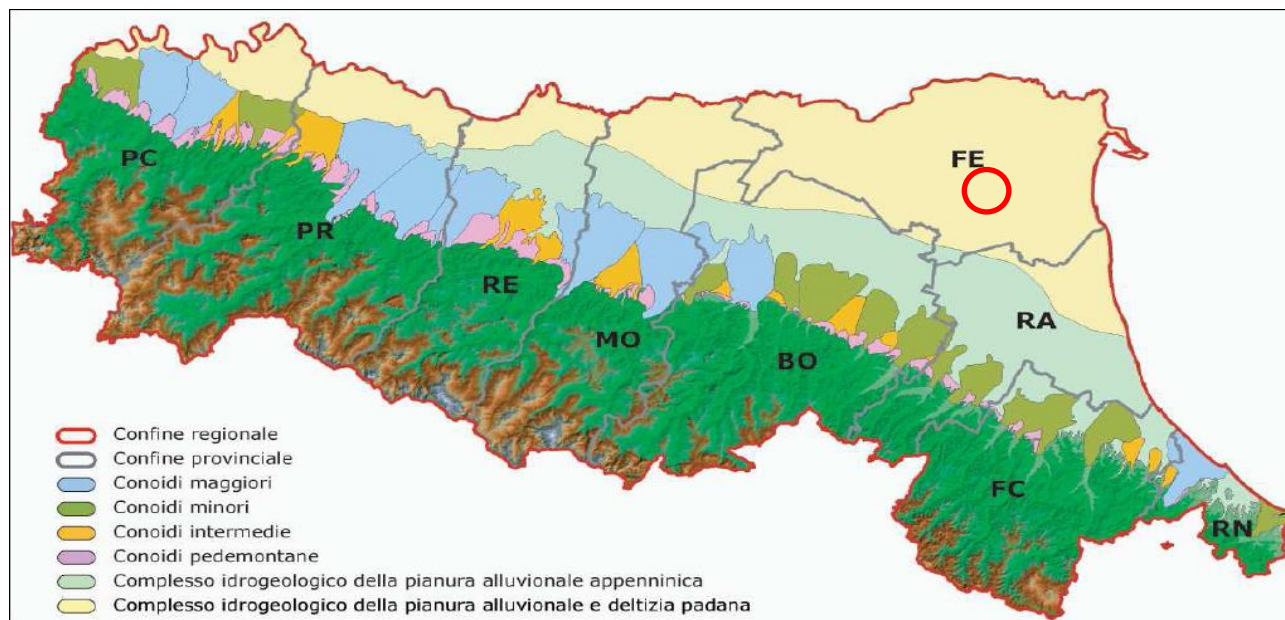 FE
PC
PR
RE
RA
MO
BO
FC
RN
Confine regionale
Confine provinciale
Conoidi maggiori
Conoidi minori
Conoidi intermedie
Conoidi pedemontane
Complesso idrogeologico della pianura alluvionale appenninica
Complesso idrogeologico della pianura alluvionale e deltizia padana